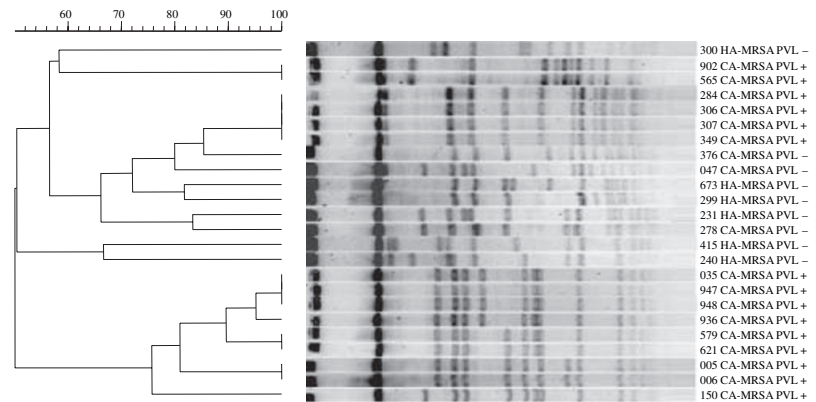 60 70 80 90 100
300 HA-MRSA PVL –
902 CA-MRSA PVL +
565 CA-MRSA PVL +
284 CA-MRSA PVL +
306 CA-MRSA PVL +
307 CA-MRSA PVL +
349 CA-MRSA PVL +
376 CA-MRSA PVL –
047 CA-MRSA PVL –
673 HA-MRSA PVL –
299 HA-MRSA PVL –
231 HA-MRSA PVL –
278 CA-MRSA PVL –
415 HA-MRSA PVL –
240 HA-MRSA PVL –
035 CA-MRSA PVL +
947 CA-MRSA PVL +
948 CA-MRSA PVL +
936 CA-MRSA PVL +
579 CA-MRSA PVL +
621 CA-MRSA PVL +
005 CA-MRSA PVL +
006 CA-MRSA PVL +
150 CA-MRSA PVL +